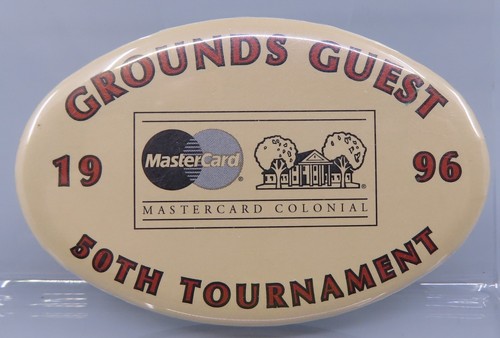 GROUNDS GUEST
19 96
MasterCard
MASTERCARD COLONIAL
50TH TOURNAMENT